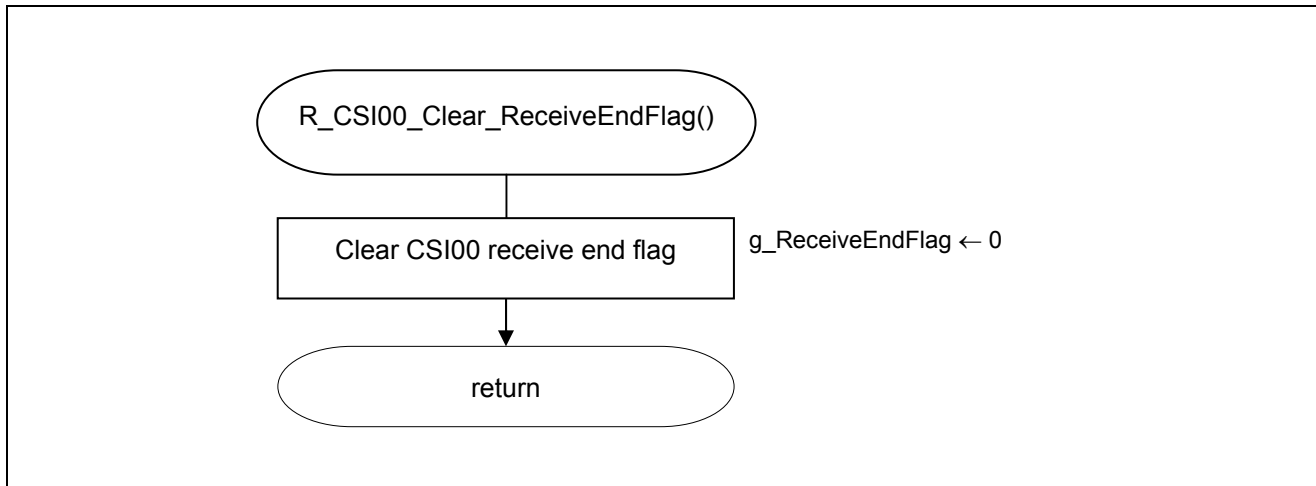 R_CSI00_Clear_ReceiveEndFlag()
Clear CSI00 receive end flag
g_ReceiveEndFlag ← 0
return